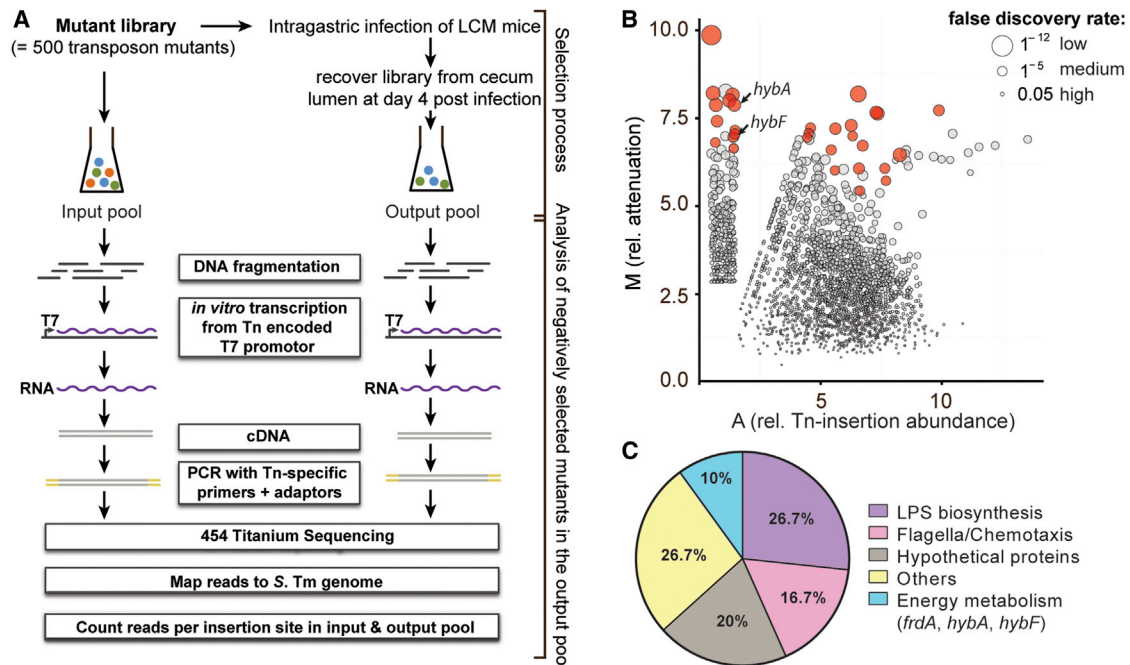 A
Mutant library
(= 500 transposon mutants)
Intragastric infection of LCM mice
recover library from cecum
lumen at day 4 post infection
Input pool
Output pool
Selection process
Analysis of negatively selected mutants in the output pool
DNA fragmentation
T7
in vitro transcription
from Tn encoded
T7 promotor
T7
RNA
RNA
cDNA
PCR with Tn-specific
primers + adaptors
454 Titanium Sequencing
Map reads to S. Tm genome
Count reads per insertion site in input & output pool
B
false discovery rate:
1⁻¹² low
1⁻⁵ medium
0.05 high
hybA
hybF
M (rel. attenuation)
10.0
7.5
5.0
2.5
0.0
5
10
A (rel. Tn-insertion abundance)
C
10%
26.7%
26.7%
16.7%
20%
LPS biosynthesis
Flagella/Chemotaxis
Hypothetical proteins
Others
Energy metabolism
(frdA, hybA, hybF)